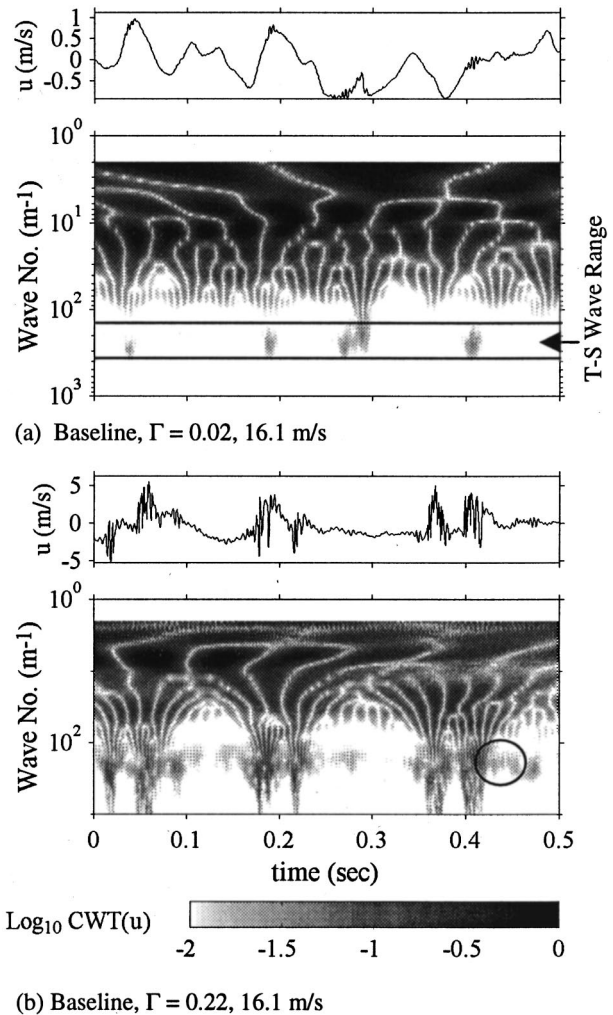 1
0.5
0
-0.5
u (m/s)
10⁰
10¹
10²
10³
Wave No. (m⁻¹)
T-S Wave Range
(a) Baseline, Γ = 0.02, 16.1 m/s
5
0
-5
u (m/s)
10⁰
10²
Wave No. (m⁻¹)
0 0.1 0.2 0.3 0.4 0.5
time (sec)
Log₁₀ CWT(u)
-2 -1.5 -1 -0.5 0
(b) Baseline, Γ = 0.22, 16.1 m/s